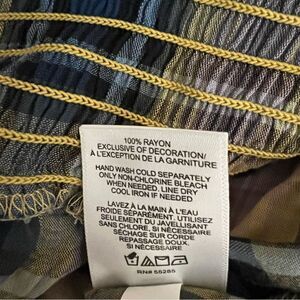 100% RAYON
EXCLUSIVE OF DECORATION/
À L'EXCEPTION DE LA GARNITURE
HAND WASH COLD SEPARATELY
ONLY NON-CHLORINE BLEACH
WHEN NEEDED. LINE DRY
COOL IRON IF NEEDED
LAVEZ À LA MAIN À L'EAU
FROIDE SÉPARÉMENT. UTILISEZ
SEULEMENT DU JAVELLISANT
SANS CHLORE, SI NÉCESSAIRE
SÉCHAGE SUR CORDE
REPASSAGE DOUX,
SI NÉCESSAIRE
RN# 55285